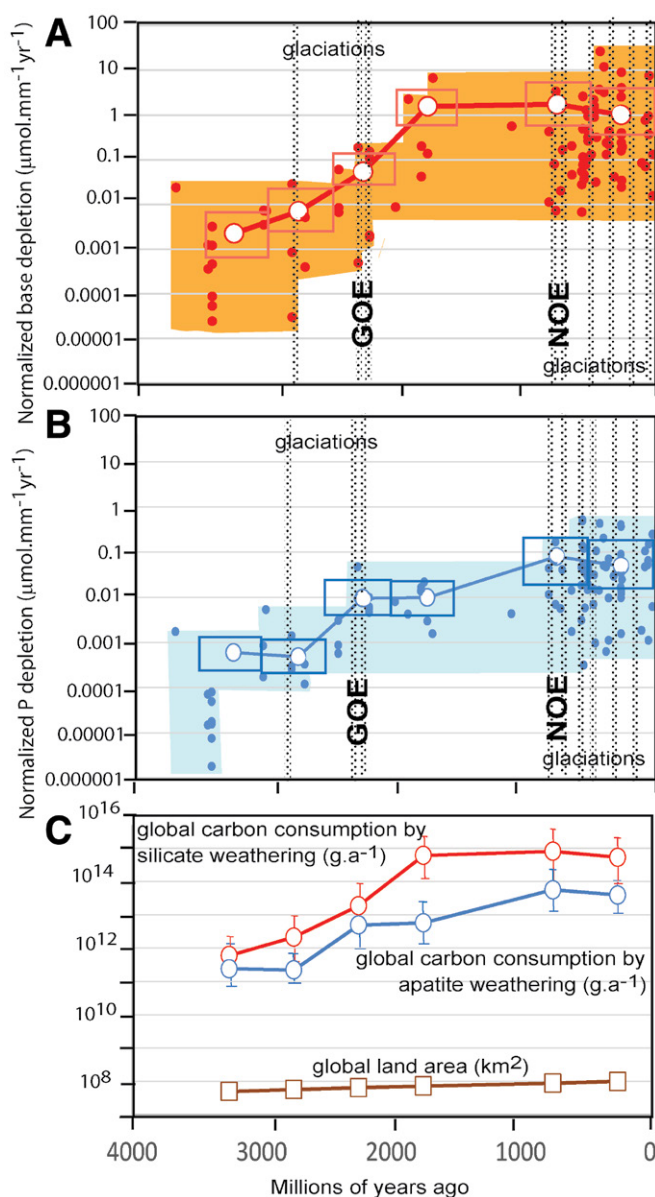 A
Normalized base depletion (µmol.mm⁻¹yr⁻¹)
100
10
1
0.1
0.01
0.001
0.0001
0.00001
0.000001
glaciations
GOE
NOE
glaciations
B
Normalized P depletion (µmol.mm⁻¹yr⁻¹)
100
10
1
0.1
0.01
0.001
0.0001
0.00001
0.000001
glaciations
GOE
NOE
glaciations
C
10¹⁶
10¹⁴
10¹²
10¹⁰
10⁸
global carbon consumption by
silicate weathering (g.a⁻¹)
global carbon consumption by
apatite weathering (g.a⁻¹)
global land area (km²)
4000 3000 2000 1000 0
Millions of years ago